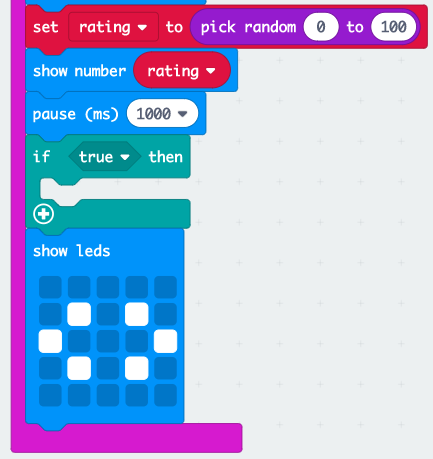 set rating to pick random 0 to 100
show number rating
pause (ms) 1000
if true then
show leds